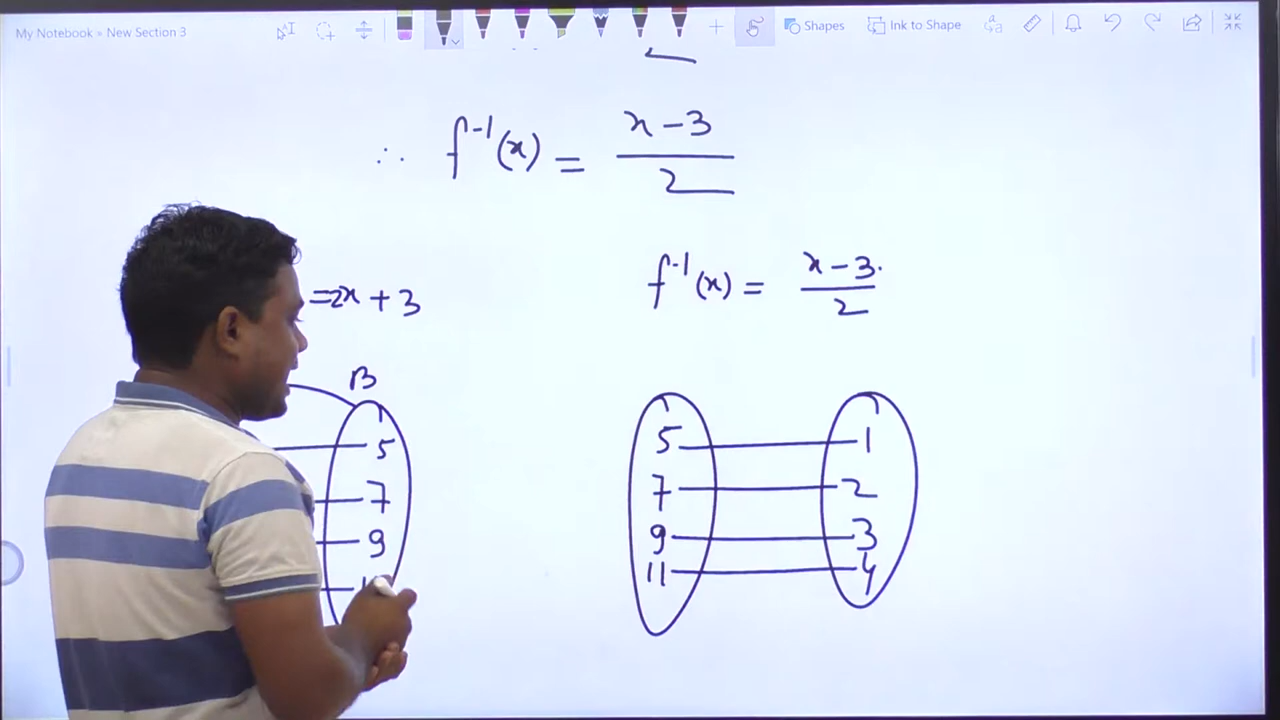 My Notebook » New Section 3
Shapes
Ink to Shape
∴ f⁻¹(x) = x-3 / 2
=2x + 3
f⁻¹(x) = x-3. / 2
B
5
7
9
5 1
7 2
9 3
11 4